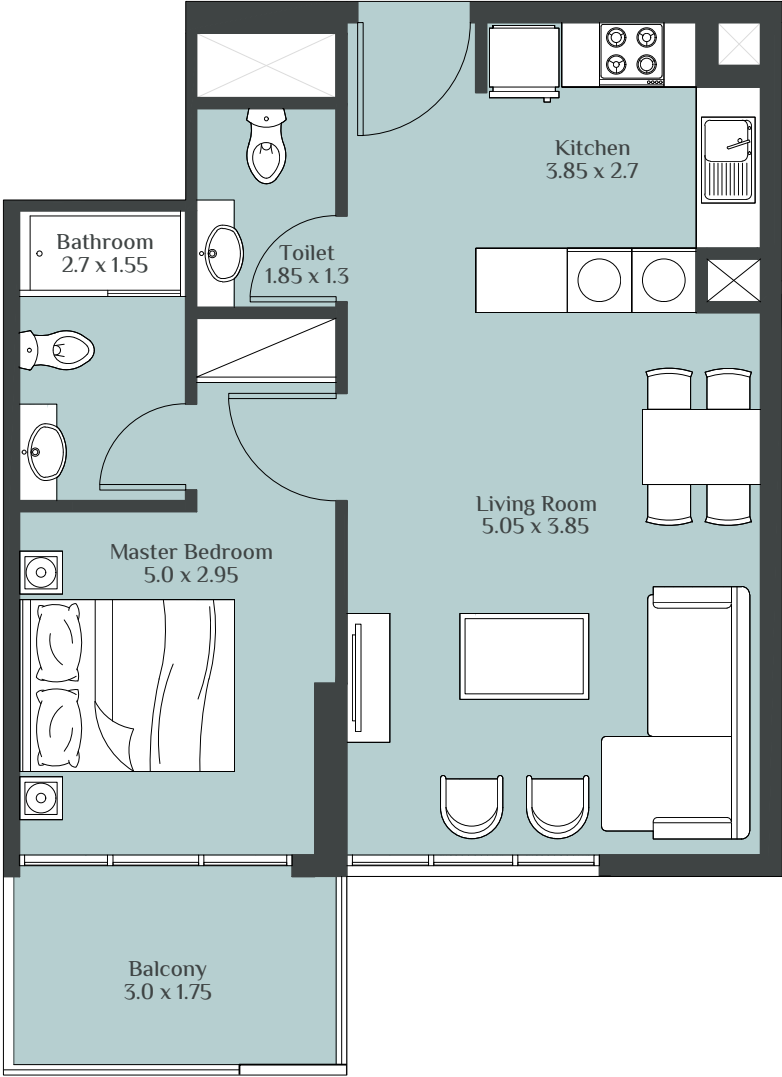 Kitchen
3.85 x 2.7
Bathroom
2.7 x 1.55
Toilet
1.85 x 1.3
Living Room
5.05 x 3.85
Master Bedroom
5.0 x 2.95
Balcony
3.0 x 1.75